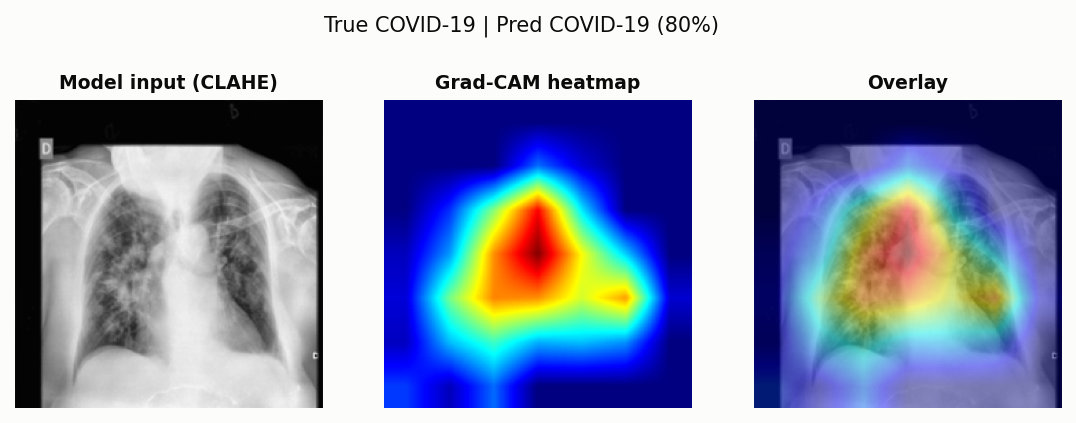 True COVID-19 | Pred COVID-19 (80%)
Model input (CLAHE)
Grad-CAM heatmap
Overlay
D
D